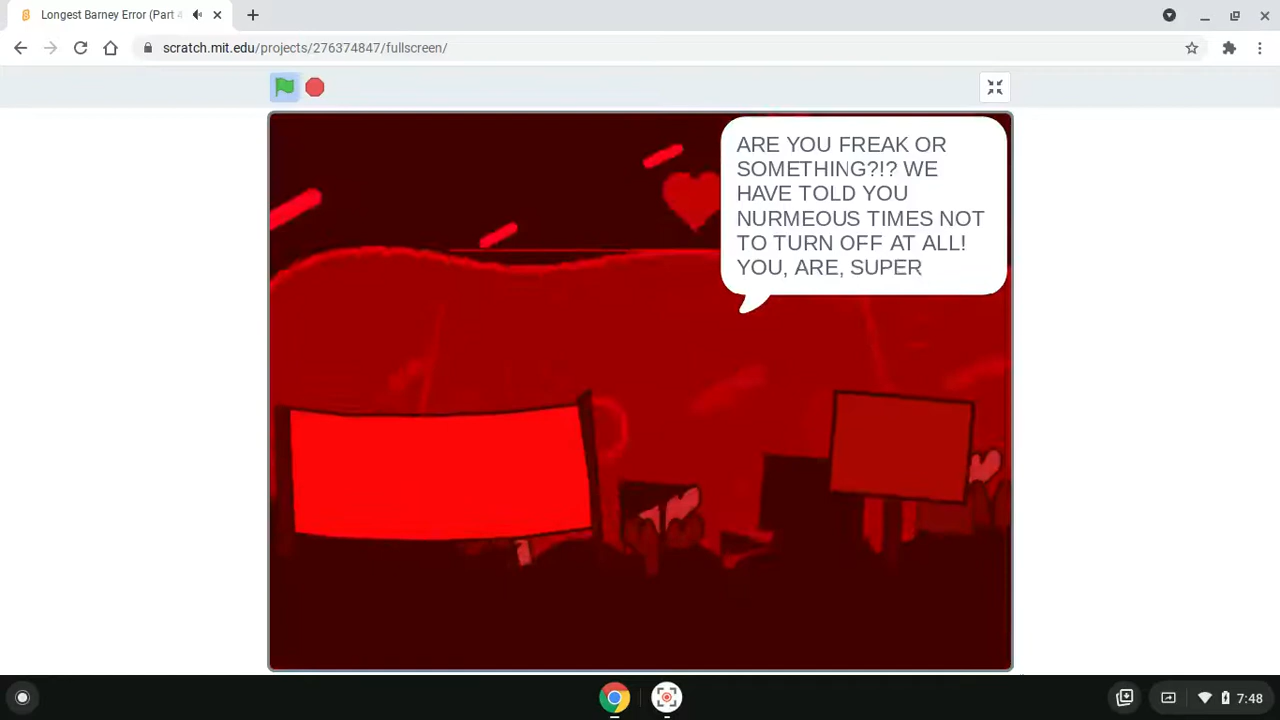 Longest Barney Error (Part 4
scratch.mit.edu/projects/276374847/fullscreen/
ARE YOU FREAK OR
SOMETHING?!? WE
HAVE TOLD YOU
NURMEOUS TIMES NOT
TO TURN OFF AT ALL!
YOU, ARE, SUPER
7:48